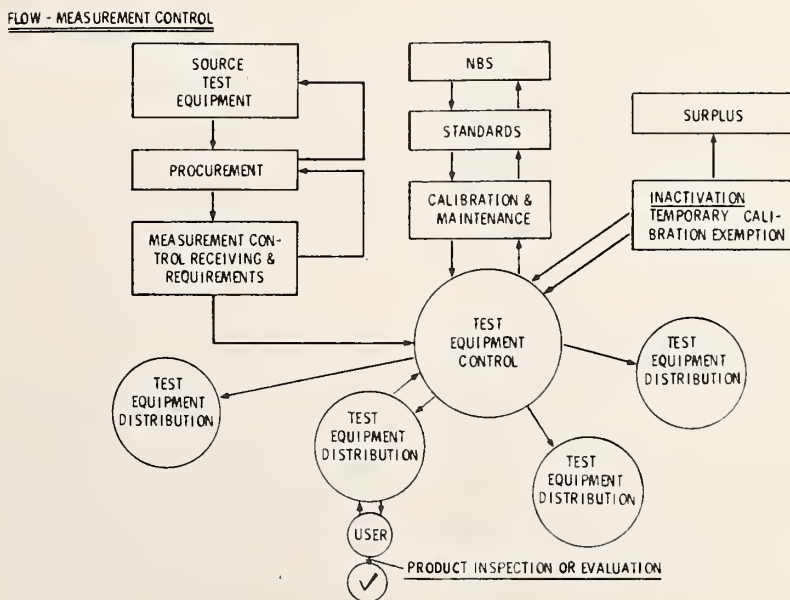 FLOW - MEASUREMENT CONTROL
SOURCE
TEST
EQUIPMENT
PROCUREMENT
MEASUREMENT CON-
TROL RECEIVING &
REQUIREMENTS
NBS
STANDARDS
CALIBRATION &
MAINTENANCE
SURPLUS
INACTIVATION
TEMPORARY CALI-
BRATION EXEMPTION
TEST
EQUIPMENT
CONTROL
TEST
EQUIPMENT
DISTRIBUTION
TEST
EQUIPMENT
DISTRIBUTION
TEST
EQUIPMENT
DISTRIBUTION
TEST
EQUIPMENT
DISTRIBUTION
USER
PRODUCT INSPECTION OR EVALUATION